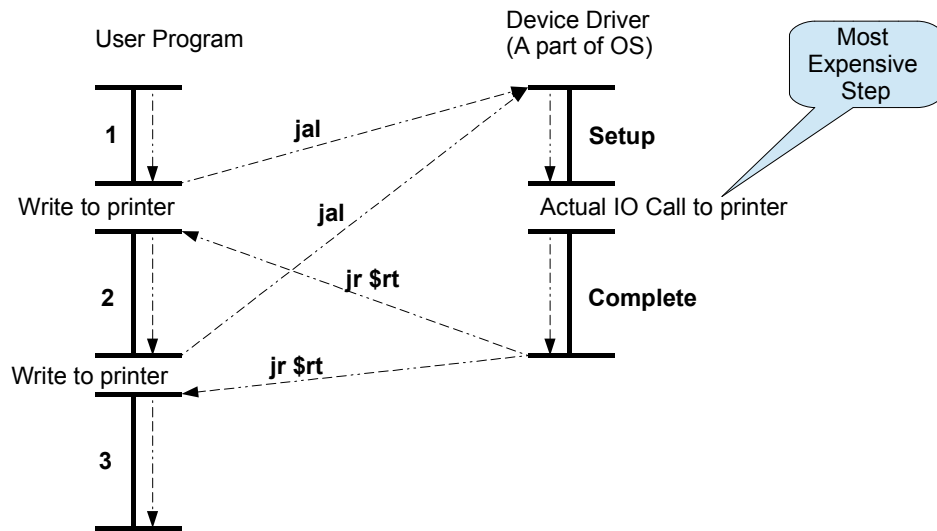 User Program
Device Driver
(A part of OS)
Most
Expensive
Step
1
jal
Setup
Write to printer
Actual IO Call to printer
jal
2
jr $rt
Complete
Write to printer
jr $rt
3